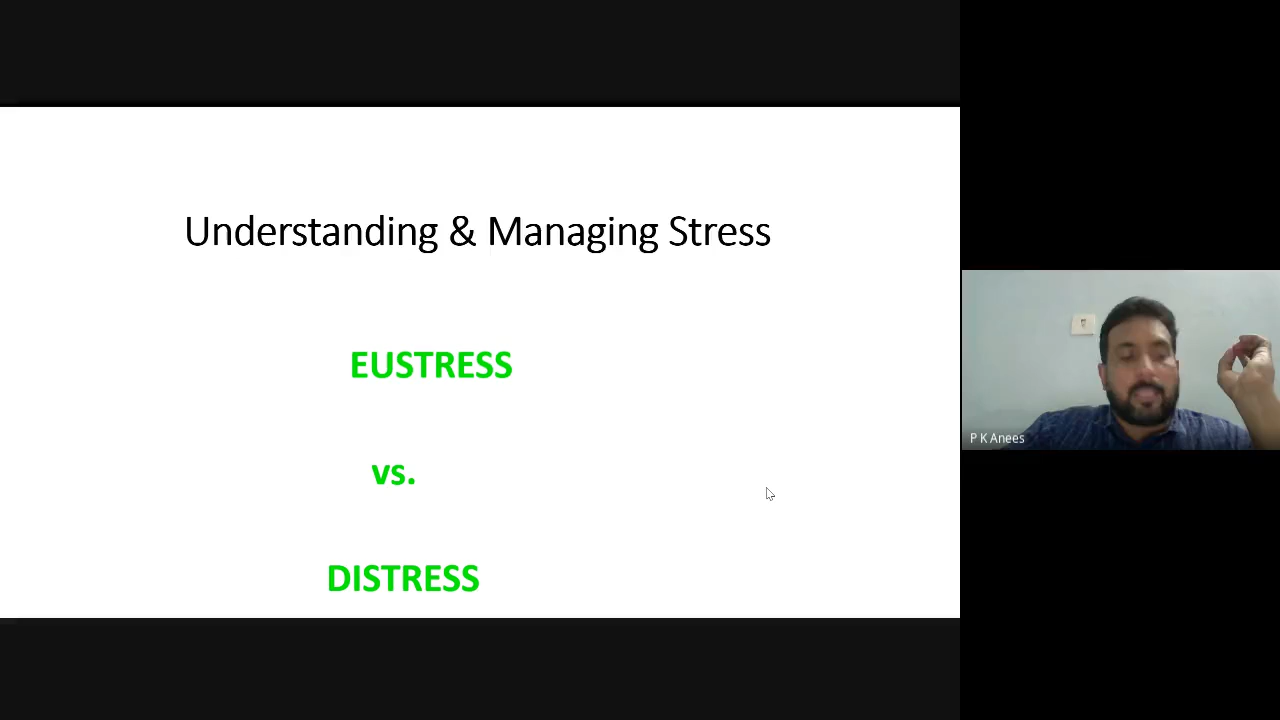 Understanding & Managing Stress
EUSTRESS
vs.
DISTRESS
P K Anees